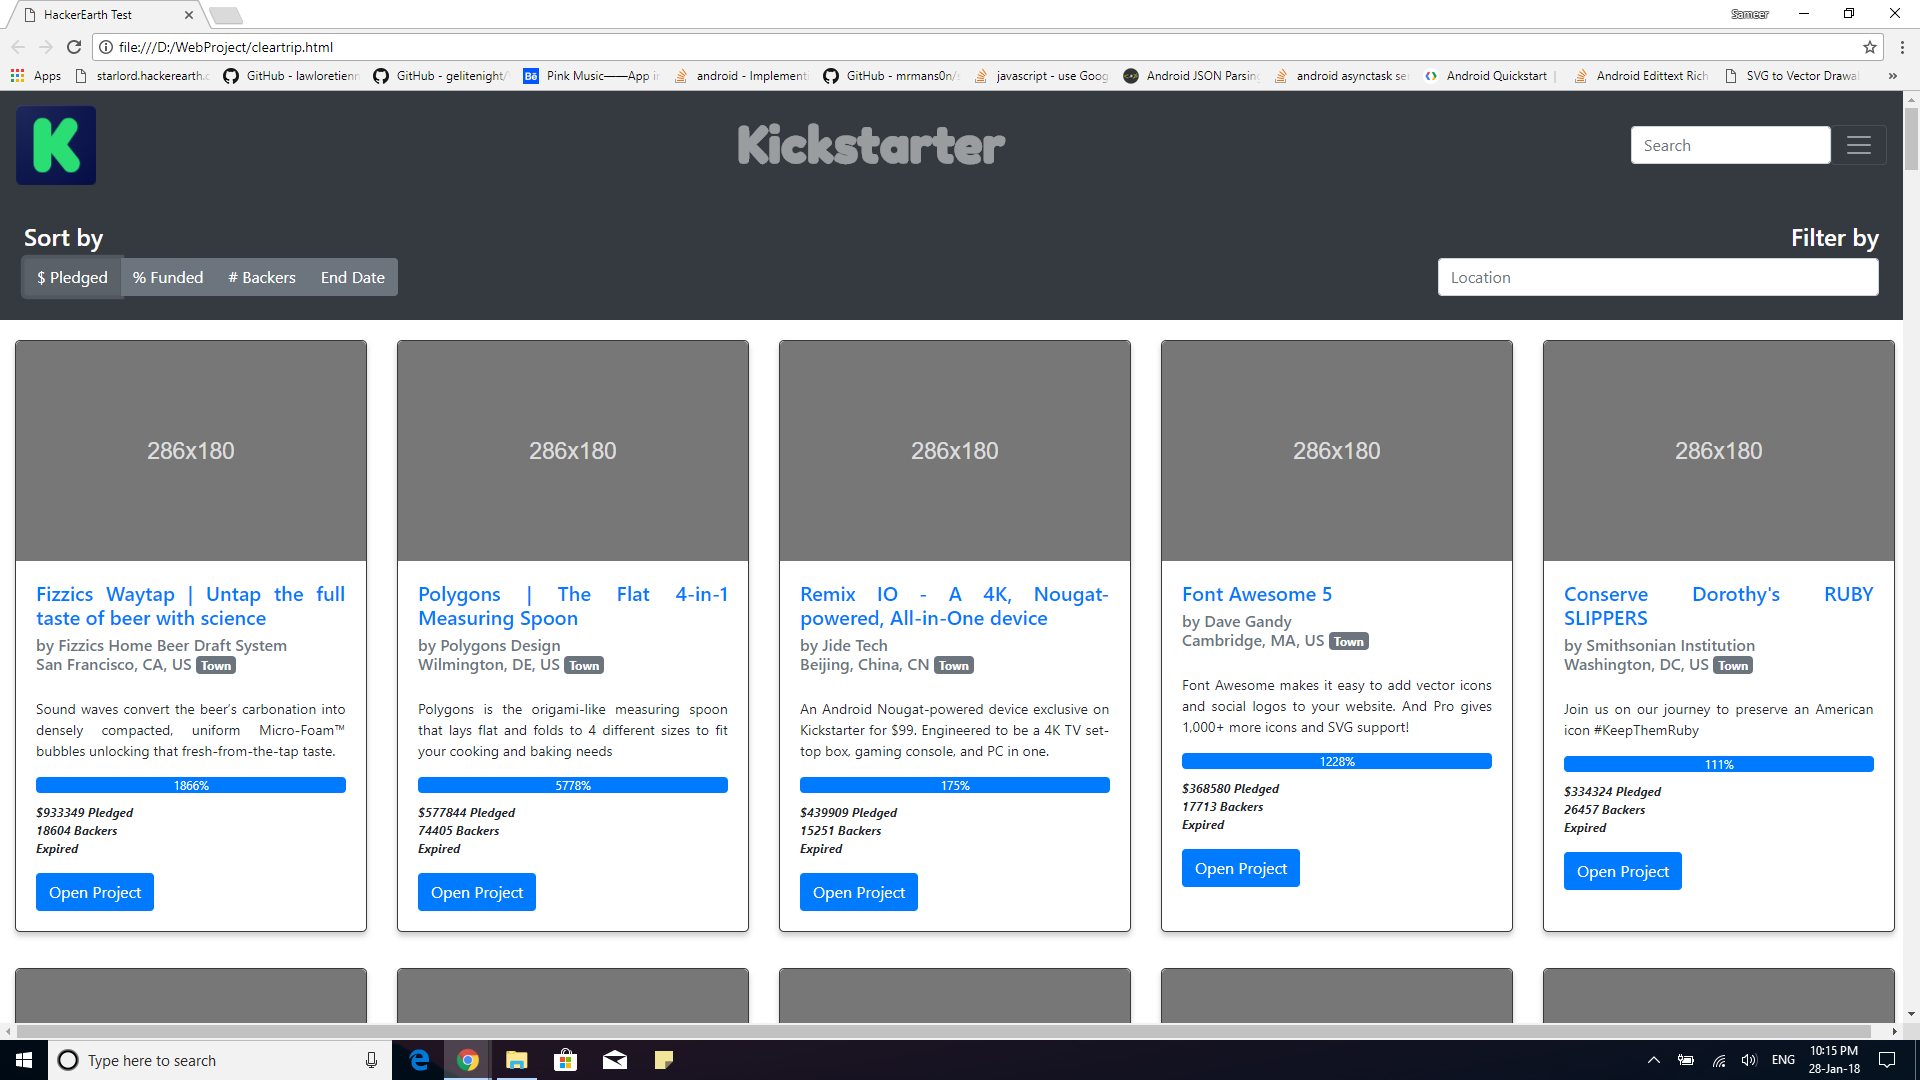 HackerEarth Test
Sameer
file:///D:/WebProject/cleartrip.html
Apps
starlord.hackerearth.c
GitHub - lawloretienn
GitHub - gelitenight/
Pink Music——App i
android - Implementi
GitHub - mrmans0n/
javascript - use Goog
Android JSON Parsing
android asynctask se
Android Quickstart |
Android Edittext Rich
SVG to Vector Drawa
K
Kickstarter
Search
Sort by
Filter by
$ Pledged
% Funded
# Backers
End Date
Location
286x180
Fizzics Waytap | Untap the full
taste of beer with science
by Fizzics Home Beer Draft System
San Francisco, CA, US Town
Sound waves convert the beer's carbonation into
densely compacted, uniform Micro-Foam™
bubbles unlocking that fresh-from-the-tap taste.
1866%
$933349 Pledged
18604 Backers
Expired
Open Project
286x180
Polygons | The Flat 4-in-1
Measuring Spoon
by Polygons Design
Wilmington, DE, US Town
Polygons is the origami-like measuring spoon
that lays flat and folds to 4 different sizes to fit
your cooking and baking needs
5778%
$577844 Pledged
74405 Backers
Expired
Open Project
286x180
Remix IO - A 4K, Nougat-
powered, All-in-One device
by Jide Tech
Beijing, China, CN Town
An Android Nougat-powered device exclusive on
Kickstarter for $99. Engineered to be a 4K TV set-
top box, gaming console, and PC in one.
175%
$439909 Pledged
15251 Backers
Expired
Open Project
286x180
Font Awesome 5
by Dave Gandy
Cambridge, MA, US Town
Font Awesome makes it easy to add vector icons
and social logos to your website. And Pro gives
1,000+ more icons and SVG support!
1228%
$368580 Pledged
17713 Backers
Expired
Open Project
286x180
Conserve Dorothy's RUBY
SLIPPERS
by Smithsonian Institution
Washington, DC, US Town
Join us on our journey to preserve an American
icon #KeepThemRuby
111%
$334324 Pledged
26457 Backers
Expired
Open Project
Type here to search
ENG
10:15 PM
28-Jan-18